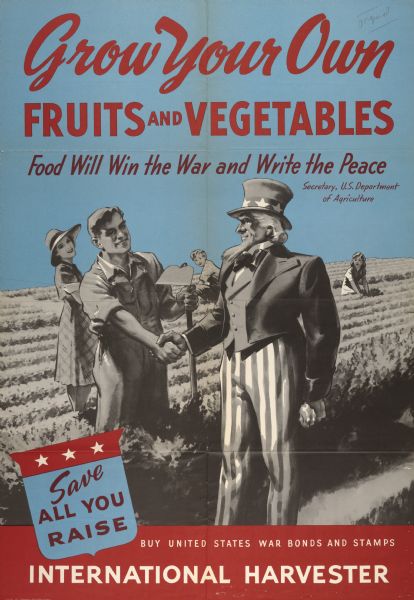 Grow Your Own
FRUITS AND VEGETABLES
Food Will Win the War and Write the Peace
Secretary, U.S. Department
of Agriculture
Save
ALL YOU
RAISE
BUY UNITED STATES WAR BONDS AND STAMPS
INTERNATIONAL HARVESTER